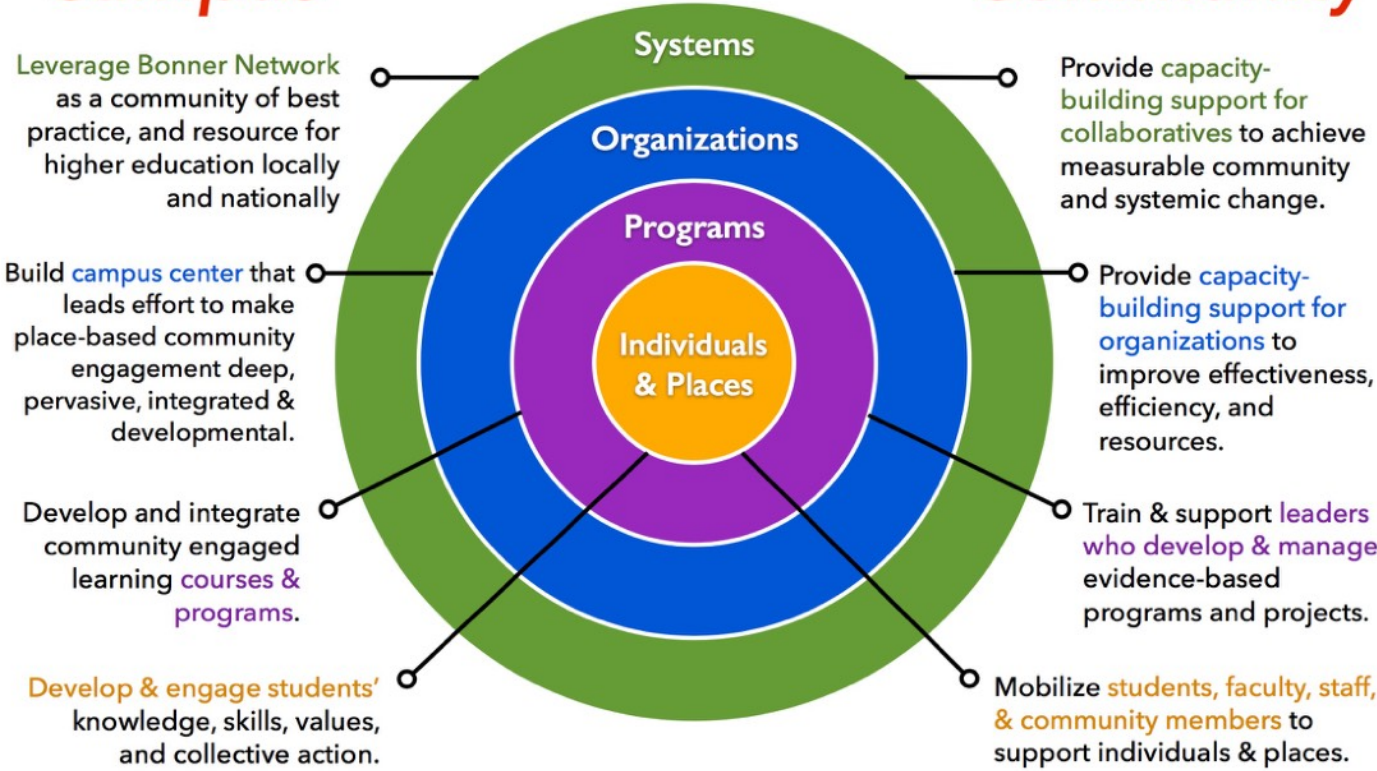 Systems
Organizations
Programs
Individuals
& Places
Leverage Bonner Network
as a community of best
practice, and resource for
higher education locally
and nationally
Build campus center that
leads effort to make
place-based community
engagement deep,
pervasive, integrated &
developmental.
Develop and integrate
community engaged
learning courses &
programs.
Develop & engage students’
knowledge, skills, values,
and collective action.
Provide capacity-
building support for
collaboratives to achieve
measurable community
and systemic change.
Provide capacity-
building support for
organizations to
improve effectiveness,
efficiency, and
resources.
Train & support leaders
who develop & manage
evidence-based
programs and projects.
Mobilize students, faculty, staff,
& community members to
support individuals & places.